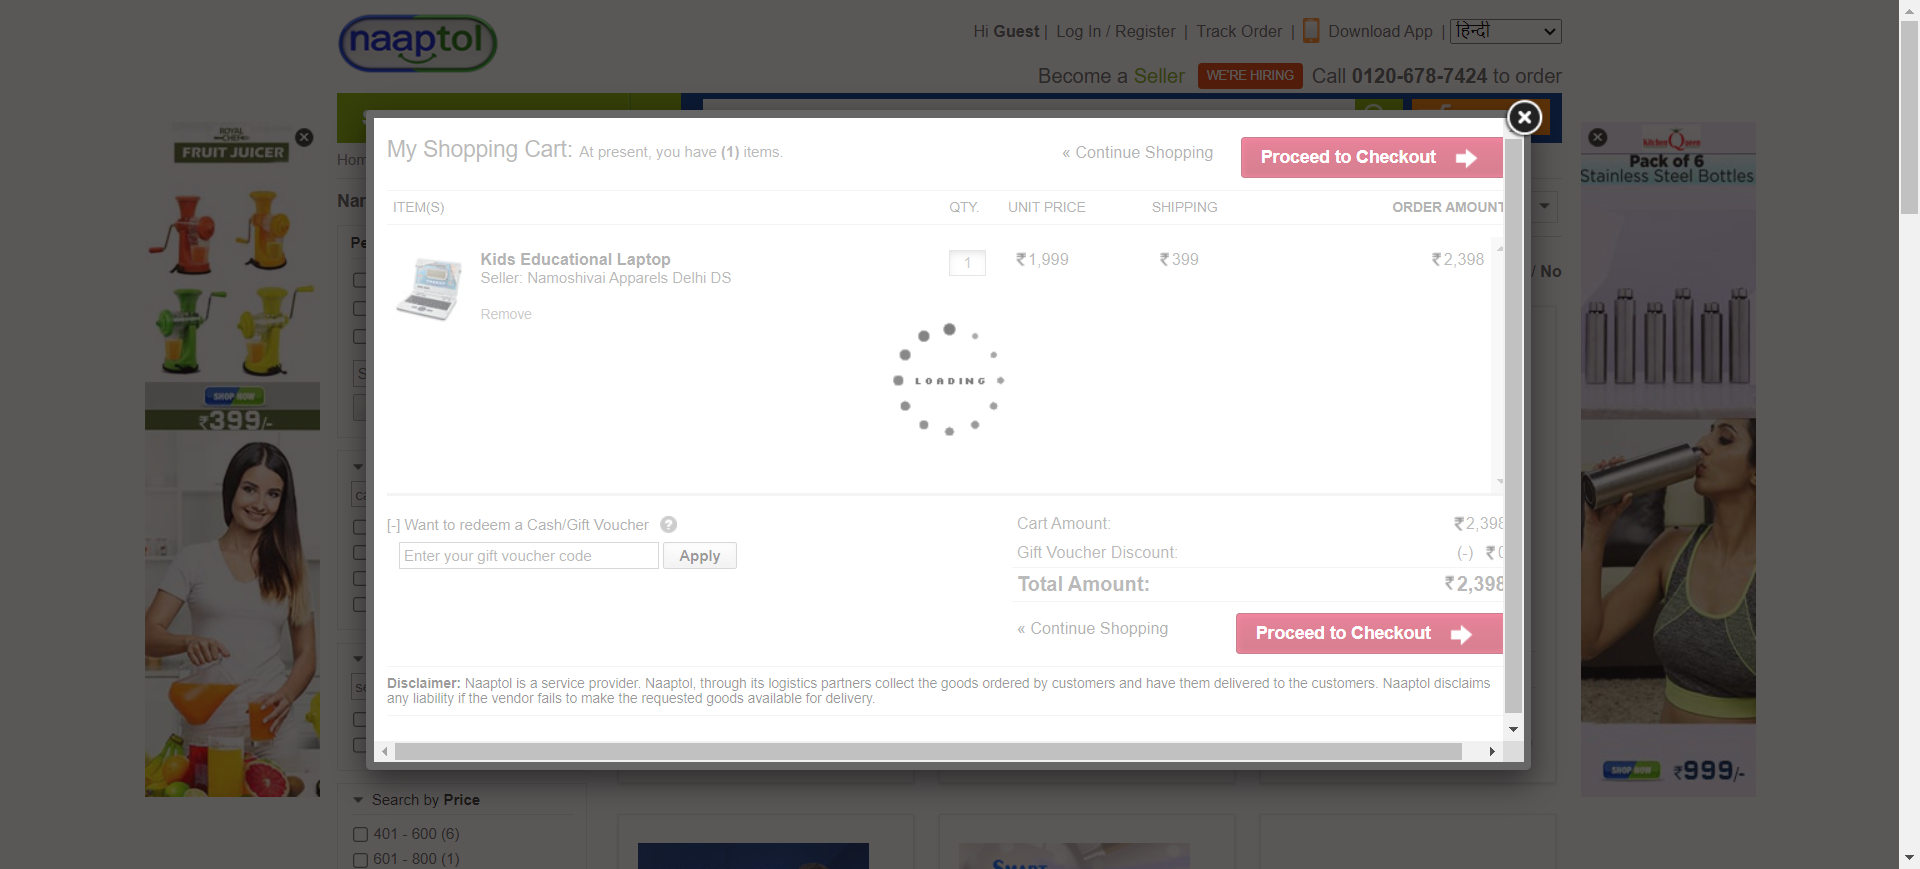 naaptol
Hi Guest | Log In / Register | Track Order | Download App | हिन्दी
Become a Seller WE'RE HIRING Call 0120-678-7424 to order
ROYAL CHEF
FRUIT JUICER
SHOP NOW
₹399/-
Kitchen Queen
Pack of 6
Stainless Steel Bottles
SHOP NOW
₹999/-
/ No
My Shopping Cart: At present, you have (1) items.
« Continue Shopping
Proceed to Checkout
ITEM(S) QTY. UNIT PRICE SHIPPING ORDER AMOUNT
Kids Educational Laptop 1 ₹1,999 ₹399 ₹2,398
Seller: Namoshivai Apparels Delhi DS
Remove
LOADING
[-] Want to redeem a Cash/Gift Voucher ?
Enter your gift voucher code Apply
Cart Amount: ₹2,398
Gift Voucher Discount: (-) ₹0
Total Amount: ₹2,398
« Continue Shopping
Proceed to Checkout
Disclaimer: Naaptol is a service provider. Naaptol, through its logistics partners collect the goods ordered by customers and have them delivered to the customers. Naaptol disclaims
any liability if the vendor fails to make the requested goods available for delivery.
Search by Price
401 - 600 (6)
601 - 800 (1)
SMART